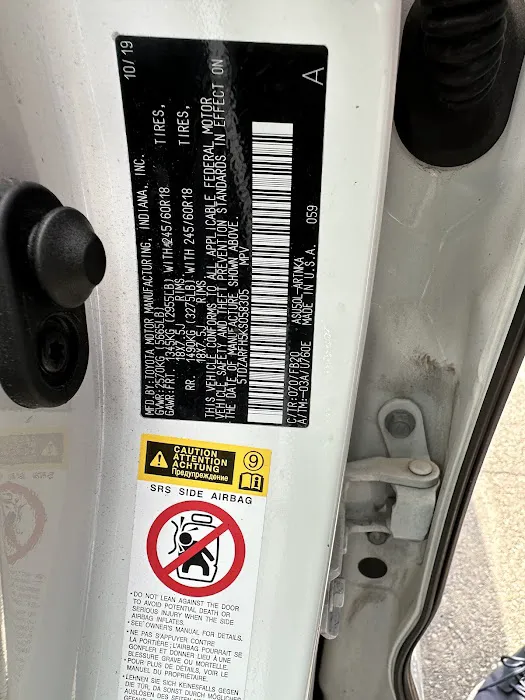 MFD.BY:TOYOTA MOTOR MANUFACTURING, INDIANA, INC. 10/19
GVWR:2570KG (5665LB)
GAWR:FRT. 1345KG (2955LB) WITH 245/60R18 TIRES,
18X7.5J RIMS
RR. 1490KG (3275LB) WITH 245/60R18 TIRES,
18X7.5J RIMS
THIS VEHICLE CONFORMS TO ALL APPLICABLE FEDERAL MOTOR
VEHICLE SAFETY AND THEFT PREVENTION STANDARDS IN EFFECT ON
THE DATE OF MANUFACTURE SHOWN ABOVE.
5TDZARFH5KS058305 MPV
A
C/TR:070/FB20 ASU50L-ARTNKA 059
A/TM:-03A/U760E MADE IN U.S.A.
CAUTION
ATTENTION
ACHTUNG
Предупреждение
9
SRS SIDE AIRBAG
• DO NOT LEAN AGAINST THE DOOR
TO AVOID POTENTIAL DEATH OR
SERIOUS INJURY WHEN THE SIDE
AIRBAG INFLATES.
• SEE OWNER'S MANUAL FOR DETAILS.
• NE PAS S'APPUYER CONTRE
LA PORTIERE; L'AIRBAG POURRAIT SE
GONFLER ET DONNER LIEU À UNE
BLESSURE GRAVE OU MORTELLE.
• POUR PLUS DE DÉTAILS, VOIR LE
MANUEL DU PROPRIÉTAIRE.
• LEHNEN SIE SICH KEINESFALLS GEGEN
DIE TÜR, DA SONST DURCH MÖGLICHES
AUSLÖSEN DES SEITEN